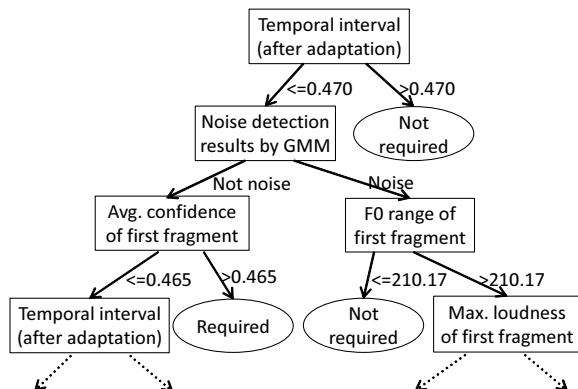 Temporal interval
(after adaptation)
<=0.470
>0.470
Noise detection
results by GMM
Not
required
Not noise
Noise
Avg. confidence
of first fragment
F0 range of
first fragment
<=0.465
>0.465
<=210.17
>210.17
Temporal interval
(after adaptation)
Required
Not
required
Max. loudness
of first fragment